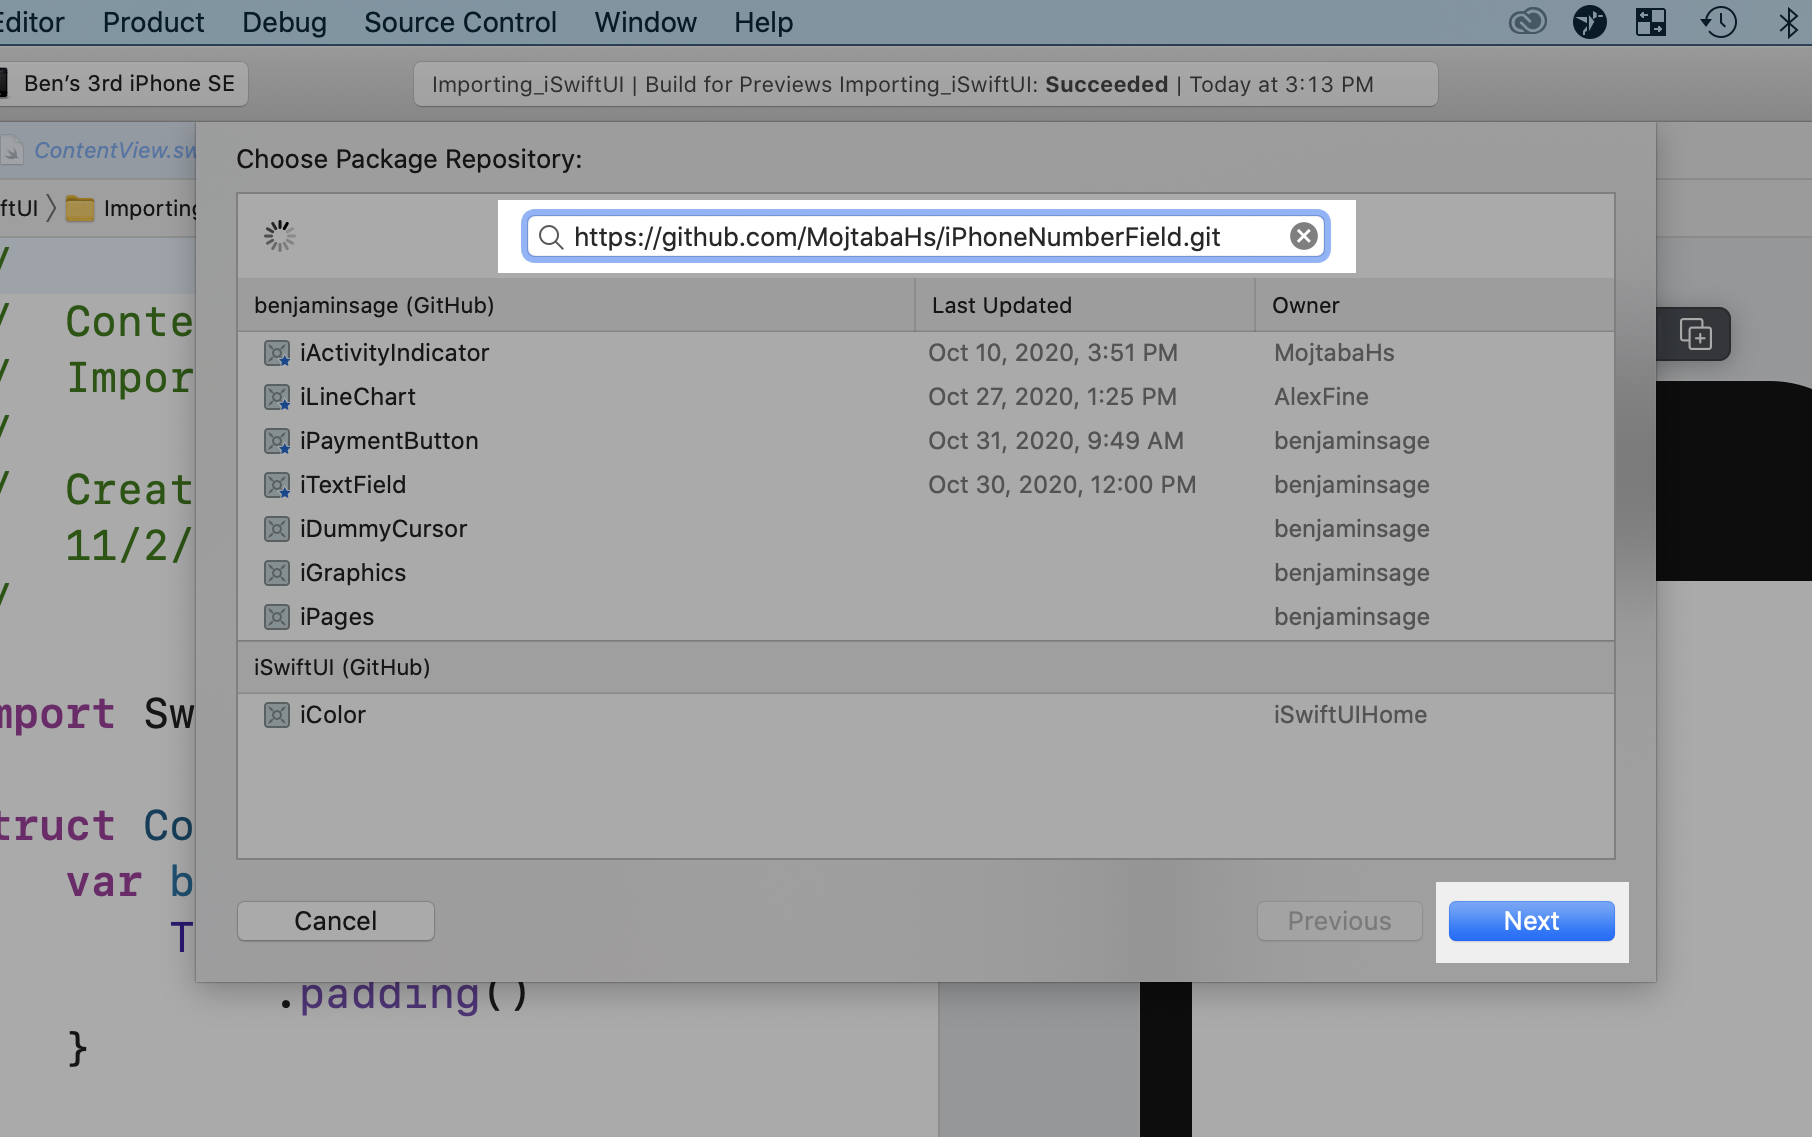 Editor Product Debug Source Control Window Help
Ben's 3rd iPhone SE
Importing_iSwiftUI | Build for Previews Importing_iSwiftUI: Succeeded | Today at 3:13 PM
ContentView.sw
ftUI Importing
Choose Package Repository:
https://github.com/MojtabaHs/iPhoneNumberField.git
benjaminsage (GitHub) Last Updated Owner
iActivityIndicator Oct 10, 2020, 3:51 PM MojtabaHs
iLineChart Oct 27, 2020, 1:25 PM AlexFine
iPaymentButton Oct 31, 2020, 9:49 AM benjaminsage
iTextField Oct 30, 2020, 12:00 PM benjaminsage
iDummyCursor benjaminsage
iGraphics benjaminsage
iPages benjaminsage
iSwiftUI (GitHub)
iColor iSwiftUIHome
Cancel Previous Next
/
/ Conte
/ Impor
/
/ Creat
11/2/
/
mport Sw
truct Co
var b
T
.padding()
}